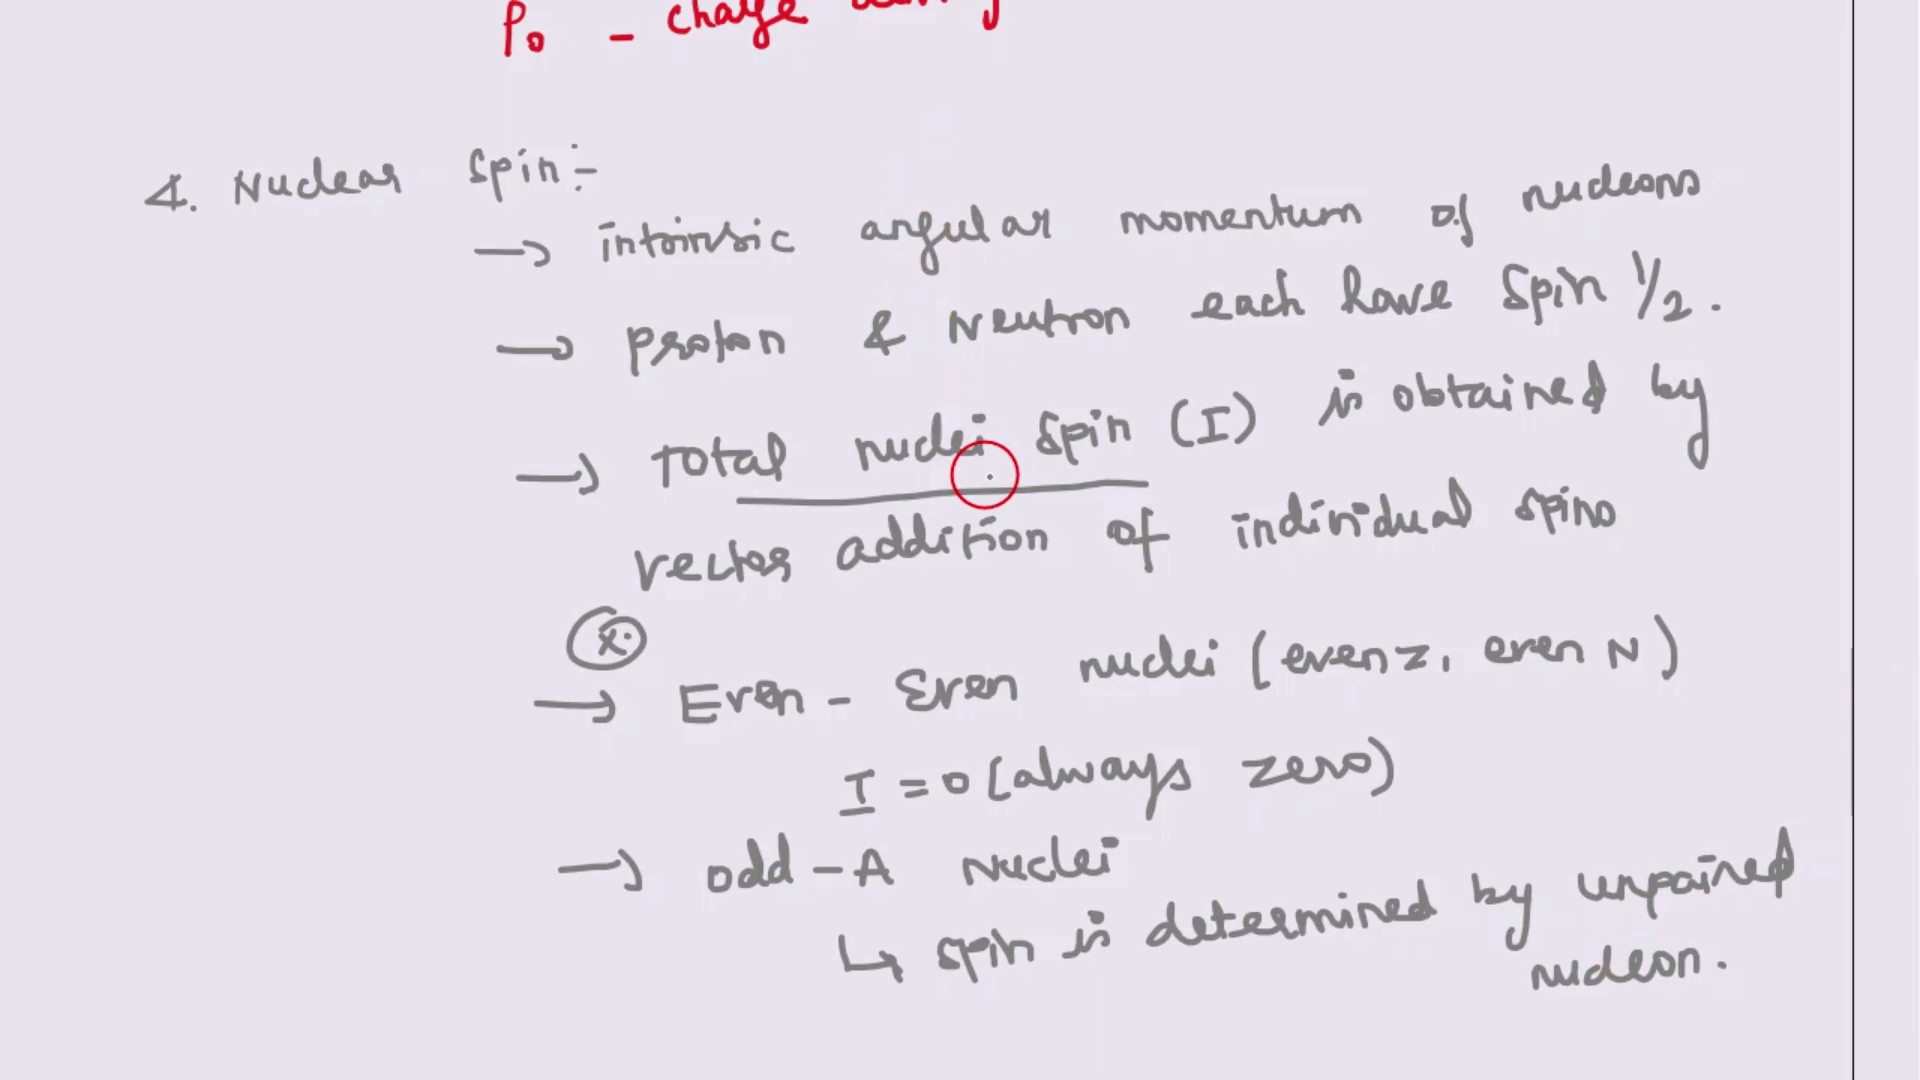 ρ₀ - charge
4. Nuclear Spin:-
→ intrinsic angular momentum of nucleons
→ proton & Neutron each have Spin 1/2.
→ Total nuclei spin (I) is obtained by
vector addition of individual spins
x.
→ Even - Even nuclei (even z, even N)
I = 0 (always zero)
→ odd - A Nuclei
↳ spin is determined by unpaired
nucleon.